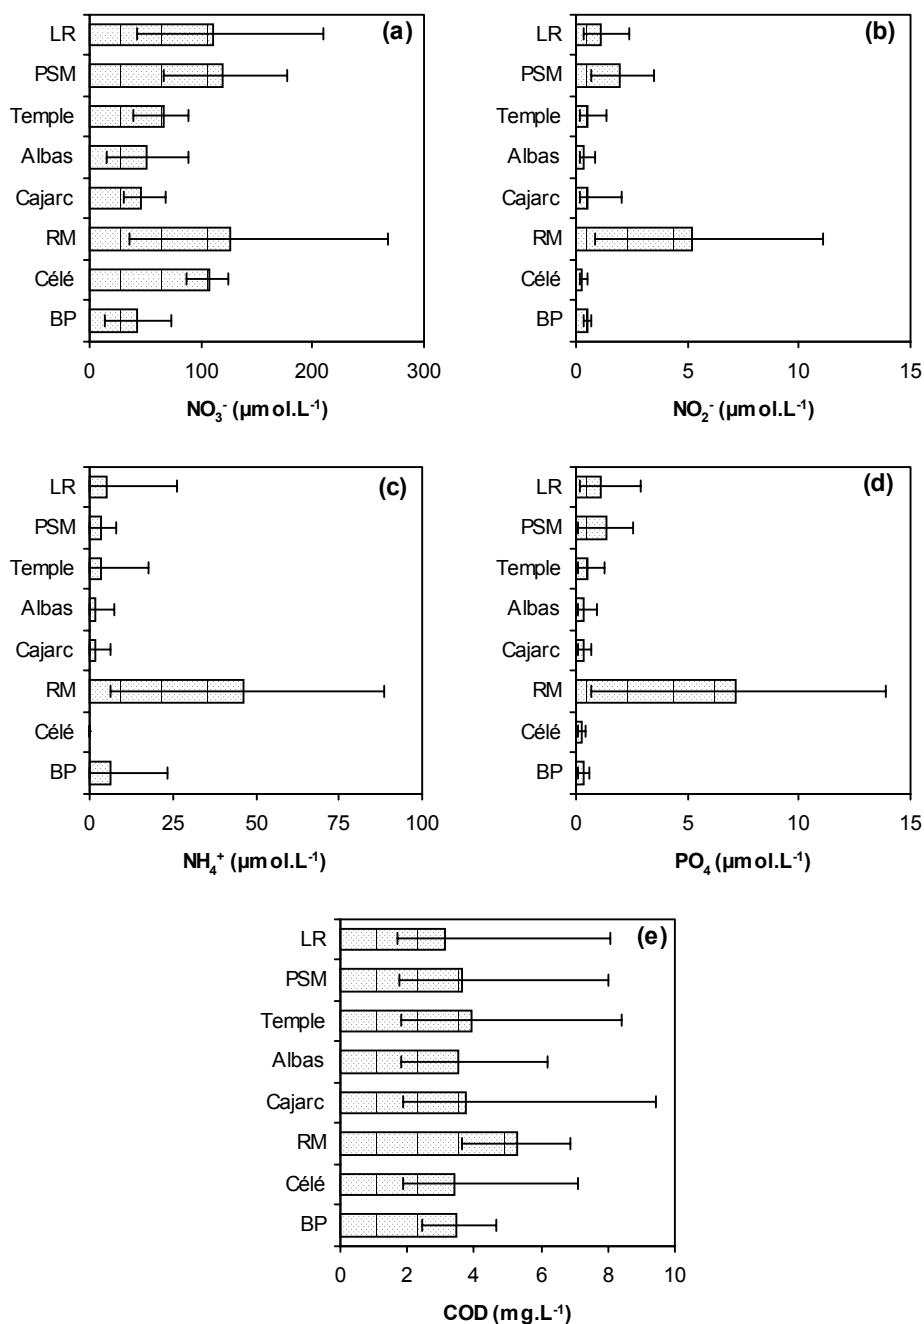 LR
PSM
Temple
Albas
Cajarc
RM
Célé
BP
(a)
0 100 200 300
NO₃⁻ (µmol.L⁻¹)
LR
PSM
Temple
Albas
Cajarc
RM
Célé
BP
(b)
0 5 10 15
NO₂⁻ (µmol.L⁻¹)
LR
PSM
Temple
Albas
Cajarc
RM
Célé
BP
(c)
0 25 50 75 100
NH₄⁺ (µmol.L⁻¹)
LR
PSM
Temple
Albas
Cajarc
RM
Célé
BP
(d)
0 5 10 15
PO₄ (µmol.L⁻¹)
LR
PSM
Temple
Albas
Cajarc
RM
Célé
BP
(e)
0 2 4 6 8 10
COD (mg.L⁻¹)